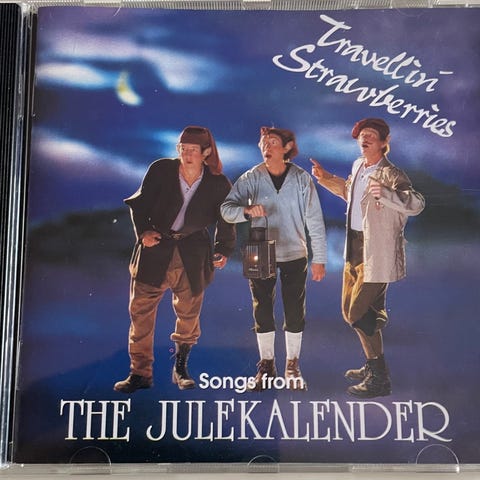 Travellin'
Strawberries
Songs from
THE JULEKALENDER